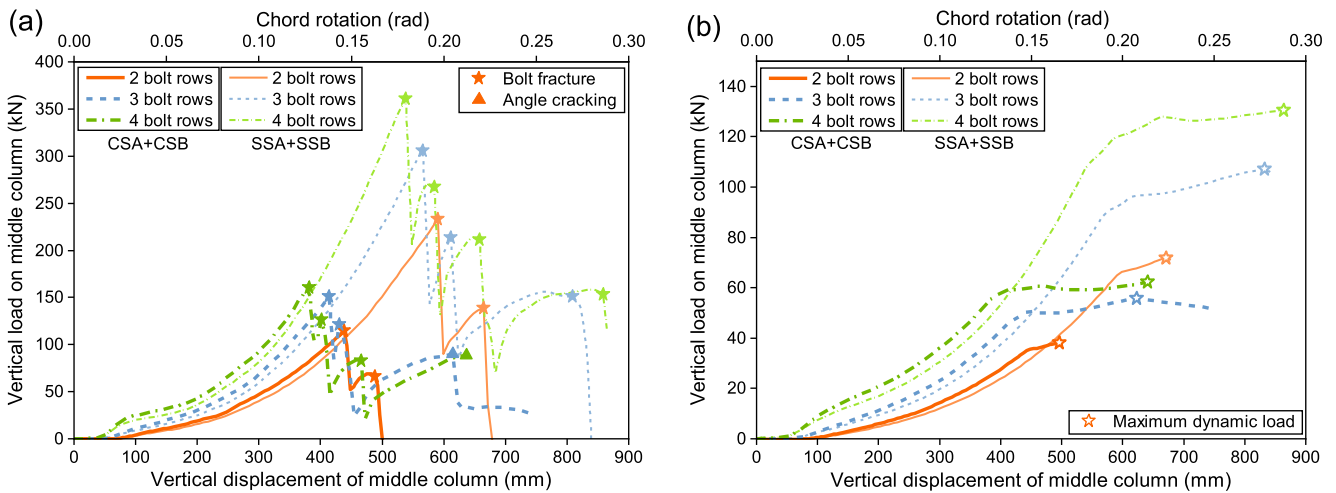 (a)
Chord rotation (rad)
0.00 0.05 0.10 0.15 0.20 0.25 0.30
400
350
300
250
200
150
100
50
0
Vertical load on middle column (kN)
2 bolt rows
3 bolt rows
4 bolt rows
CSA+CSB
2 bolt rows
3 bolt rows
4 bolt rows
SSA+SSB
Bolt fracture
Angle cracking
0 100 200 300 400 500 600 700 800 900
Vertical displacement of middle column (mm)
(b)
Chord rotation (rad)
0.00 0.05 0.10 0.15 0.20 0.25 0.30
140
120
100
80
60
40
20
0
Vertical load on middle column (kN)
2 bolt rows
3 bolt rows
4 bolt rows
CSA+CSB
2 bolt rows
3 bolt rows
4 bolt rows
SSA+SSB
Maximum dynamic load
0 100 200 300 400 500 600 700 800 900
Vertical displacement of middle column (mm)